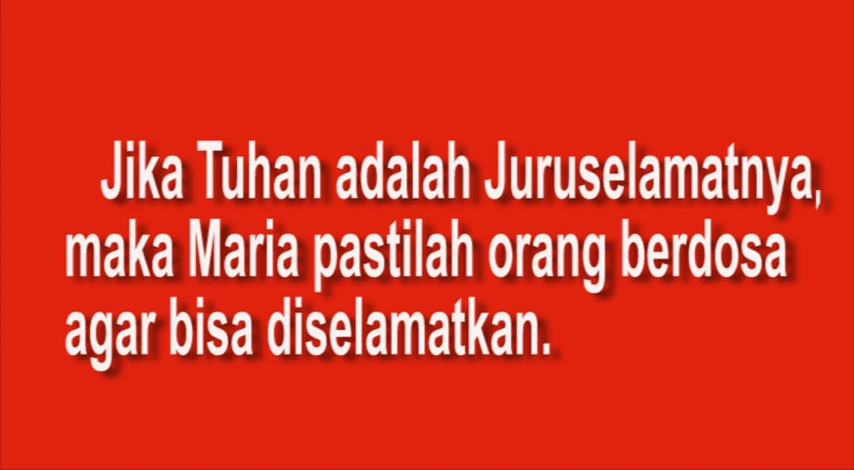 Jika Tuhan adalah Juruselamatnya,
maka Maria pastilah orang berdosa
agar bisa diselamatkan.